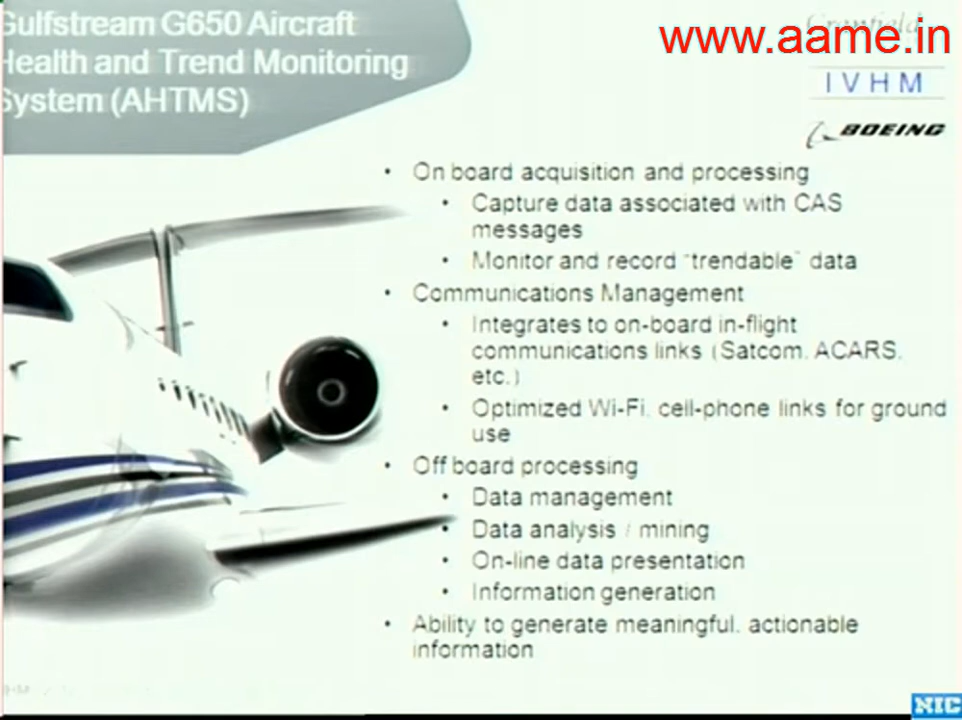 Gulfstream G650 Aircraft
Health and Trend Monitoring
System (AHTMS)
www.aame.in
Cranfield
IVHM
BOEING
• On board acquisition and processing
• Capture data associated with CAS
messages
• Monitor and record "trendable" data
• Communications Management
• Integrates to on-board in-flight
communications links (Satcom, ACARS,
etc.)
• Optimized Wi-Fi, cell-phone links for ground
use
• Off board processing
• Data management
• Data analysis / mining
• On-line data presentation
• Information generation
• Ability to generate meaningful, actionable
information
NIC